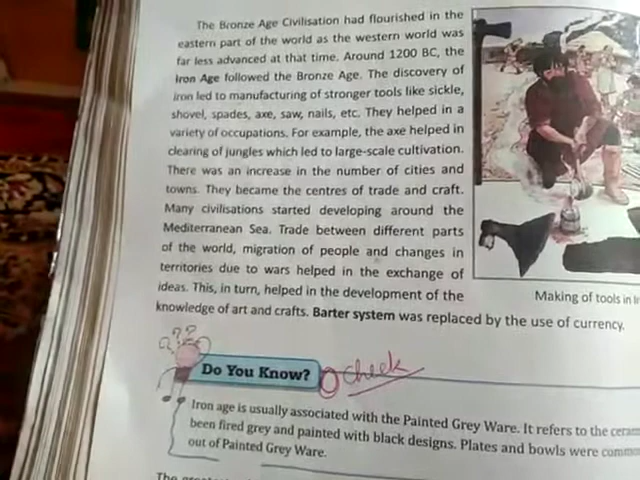 The Bronze Age Civilisation had flourished in the
eastern part of the world as the western world was
far less advanced at that time. Around 1200 BC, the
Iron Age followed the Bronze Age. The discovery of
iron led to manufacturing of stronger tools like sickle,
shovel, spades, axe, saw, nails, etc. They helped in a
variety of occupations. For example, the axe helped in
clearing of jungles which led to large-scale cultivation.
There was an increase in the number of cities and
towns. They became the centres of trade and craft.
Many civilisations started developing around the
Mediterranean Sea. Trade between different parts
of the world, migration of people and changes in
territories due to wars helped in the exchange of
ideas. This, in turn, helped in the development of the
knowledge of art and crafts. Barter system was replaced by the use of currency.
Making of tools in
???
Do You Know?
check
Iron age is usually associated with the Painted Grey Ware. It refers to the
been fired grey and painted with black designs. Plates and bowls were
out of Painted Grey Ware.